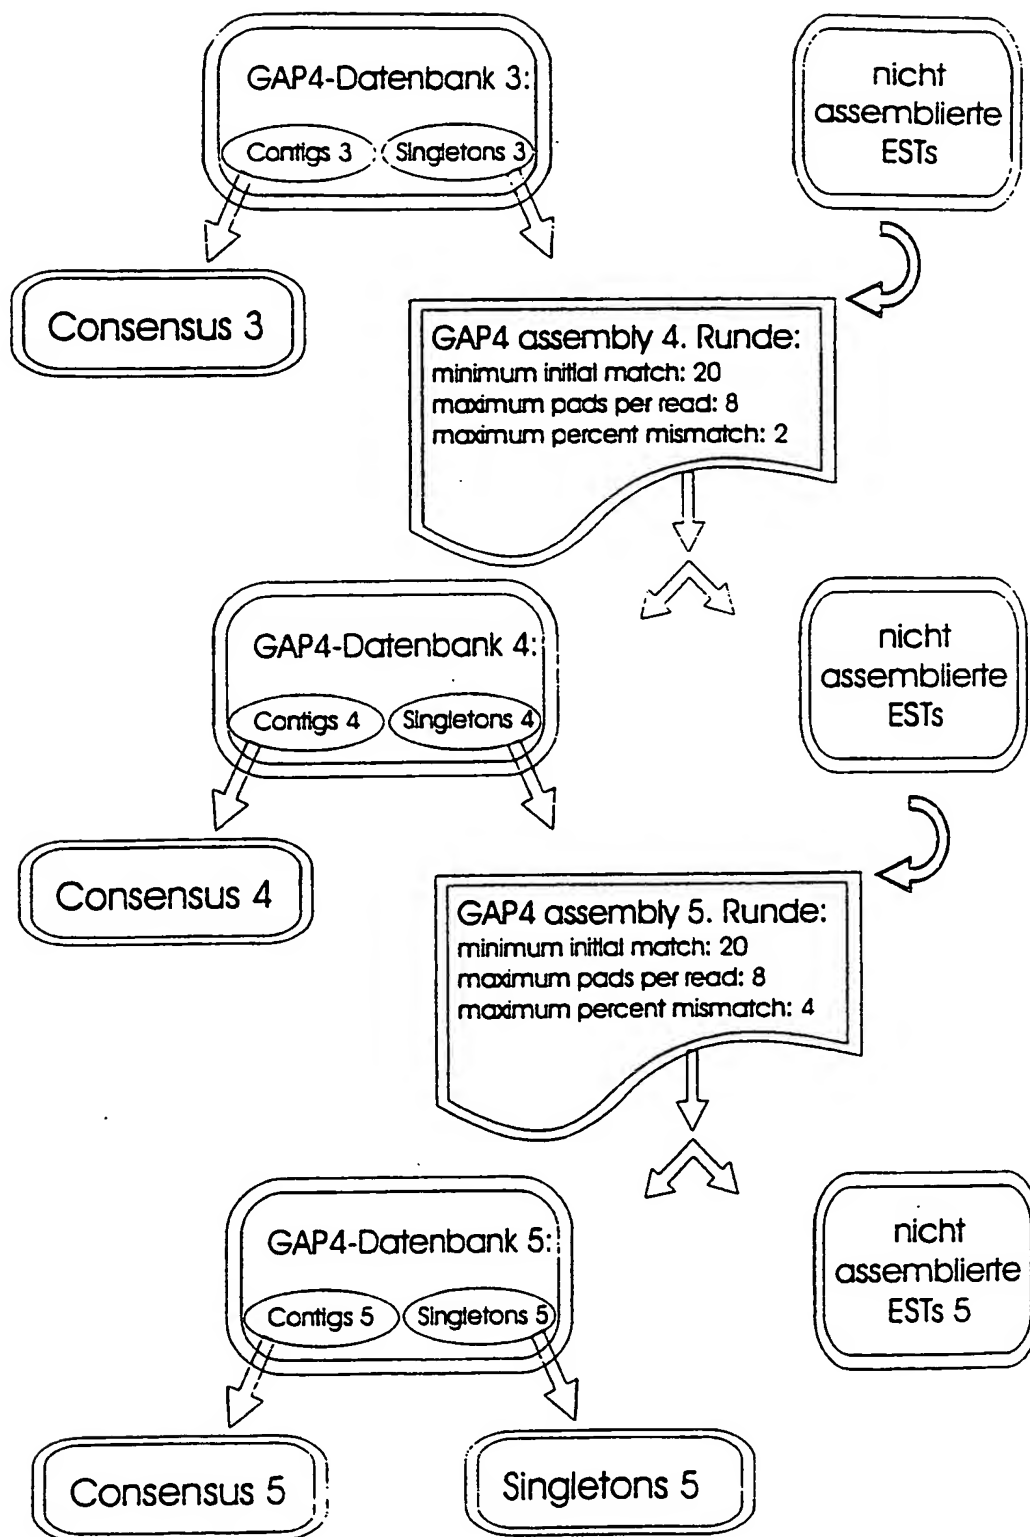 GAP4-Datenbank 3:
Contigs 3
Singletons 3
nicht
assemblierte
ESTs
Consensus 3
GAP4 assembly 4. Runde:
minimum initial match: 20
maximum pads per read: 8
maximum percent mismatch: 2
GAP4-Datenbank 4:
Contigs 4
Singletons 4
nicht
assemblierte
ESTs
Consensus 4
GAP4 assembly 5. Runde:
minimum initial match: 20
maximum pads per read: 8
maximum percent mismatch: 4
GAP4-Datenbank 5:
Contigs 5
Singletons 5
nicht
assemblierte
ESTs 5
Consensus 5
Singletons 5